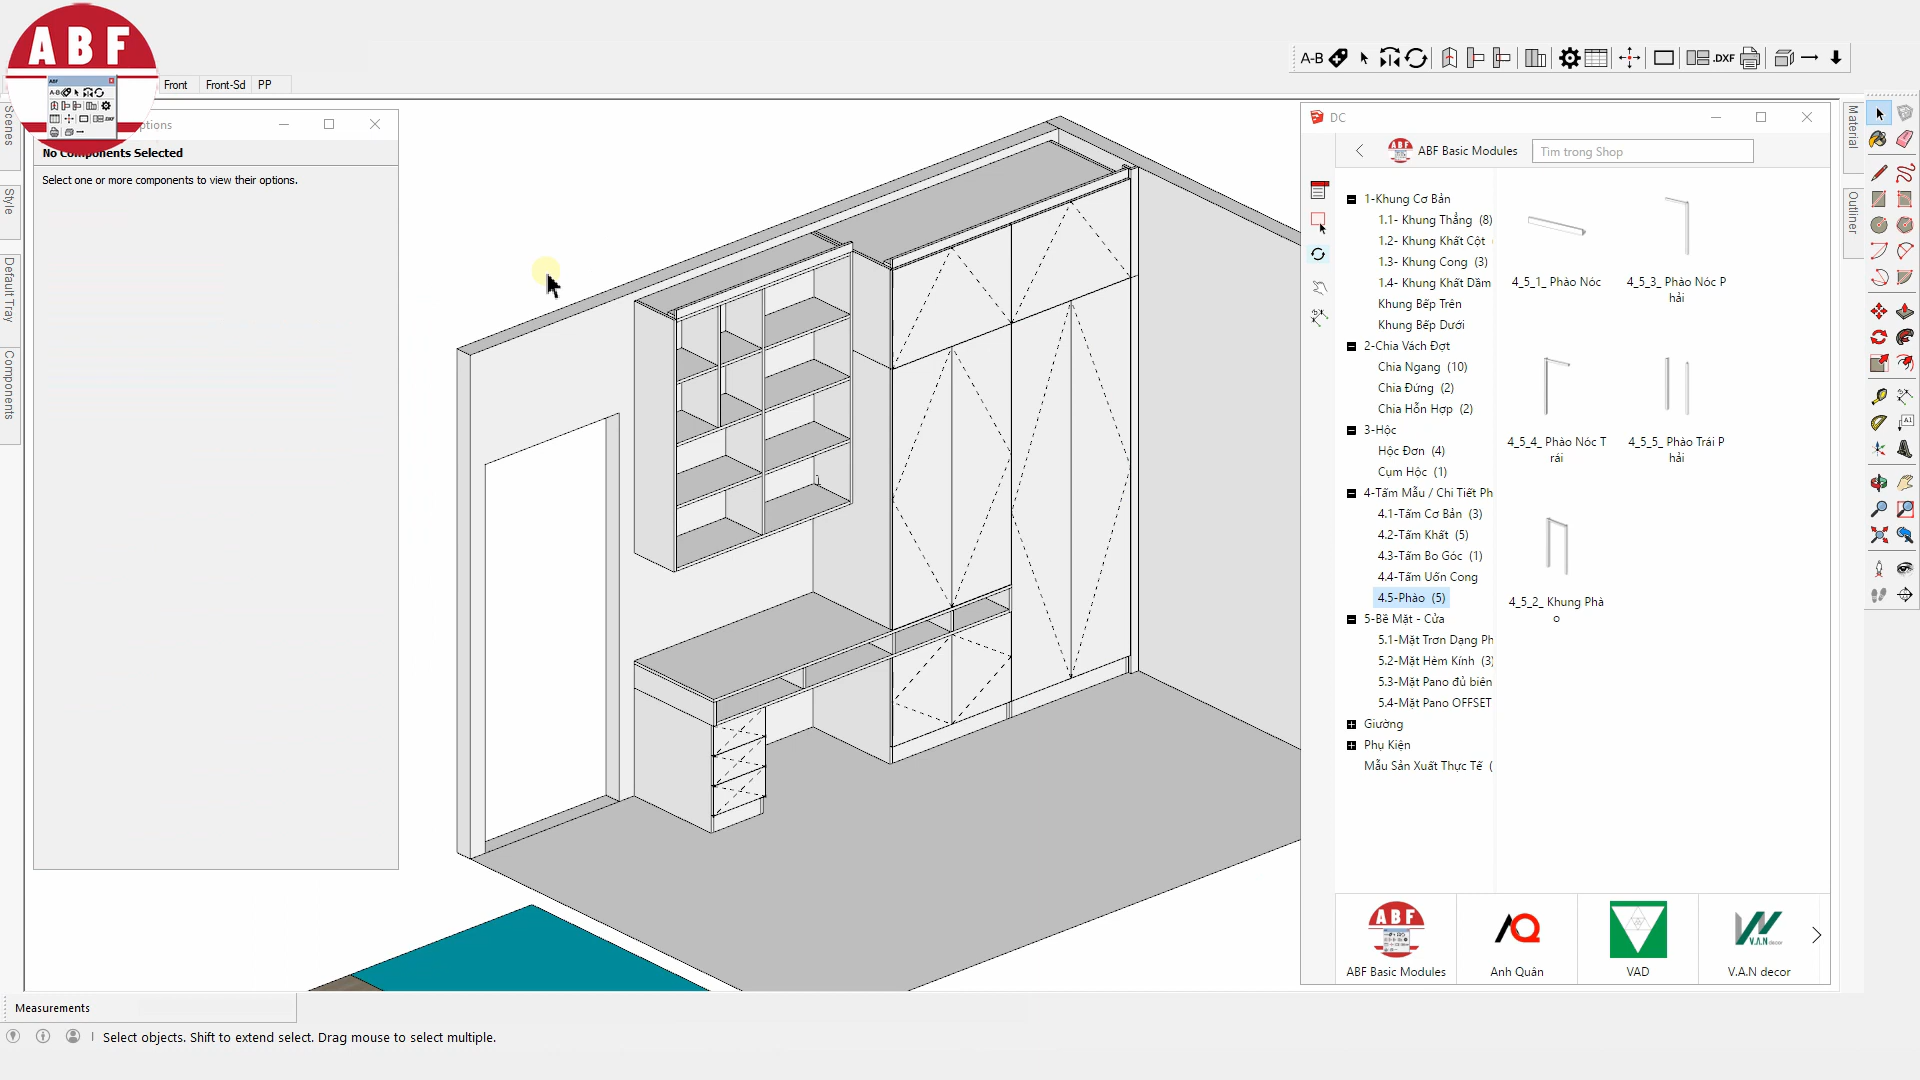 ABF
Front
Front-Sd
PP
A-B
DXF
Scenes
Style
Default Tray
Components
ptions
No Components Selected
Select one or more components to view their options.
DC
ABF Basic Modules
Tìm trong Shop
1-Khung Cơ Bản
1.1- Khung Thẳng (8)
1.2- Khung Khất Cột
1.3- Khung Cong (3)
1.4- Khung Khất Dầm
Khung Bếp Trên
Khung Bếp Dưới
2-Chia Vách Đợt
Chia Ngang (10)
Chia Đứng (2)
Chia Hỗn Hợp (2)
3-Hộc
Hộc Đơn (4)
Cụm Hộc (1)
4-Tấm Mẫu / Chi Tiết Ph
4.1-Tấm Cơ Bản (3)
4.2-Tấm Khất (5)
4.3-Tấm Bo Góc (1)
4.4-Tấm Uốn Cong
4.5-Phào (5)
5-Bề Mặt - Cửa
5.1-Mặt Trơn Dạng Ph
5.2-Mặt Hèm Kính (3)
5.3-Mặt Pano đủ biên
5.4-Mặt Pano OFFSET
Giường
Phụ Kiện
Mẫu Sản Xuất Thực Tế (
4_5_1_ Phào Nóc
4_5_3_ Phào Nóc P
hải
4_5_4_ Phào Nóc T
rái
4_5_5_ Phào Trái P
hải
4_5_2_ Khung Phà
o
ABF
ABF Basic Modules
Anh Quân
VAD
V.A.N decor
Material
Outliner
Measurements
Select objects. Shift to extend select. Drag mouse to select multiple.